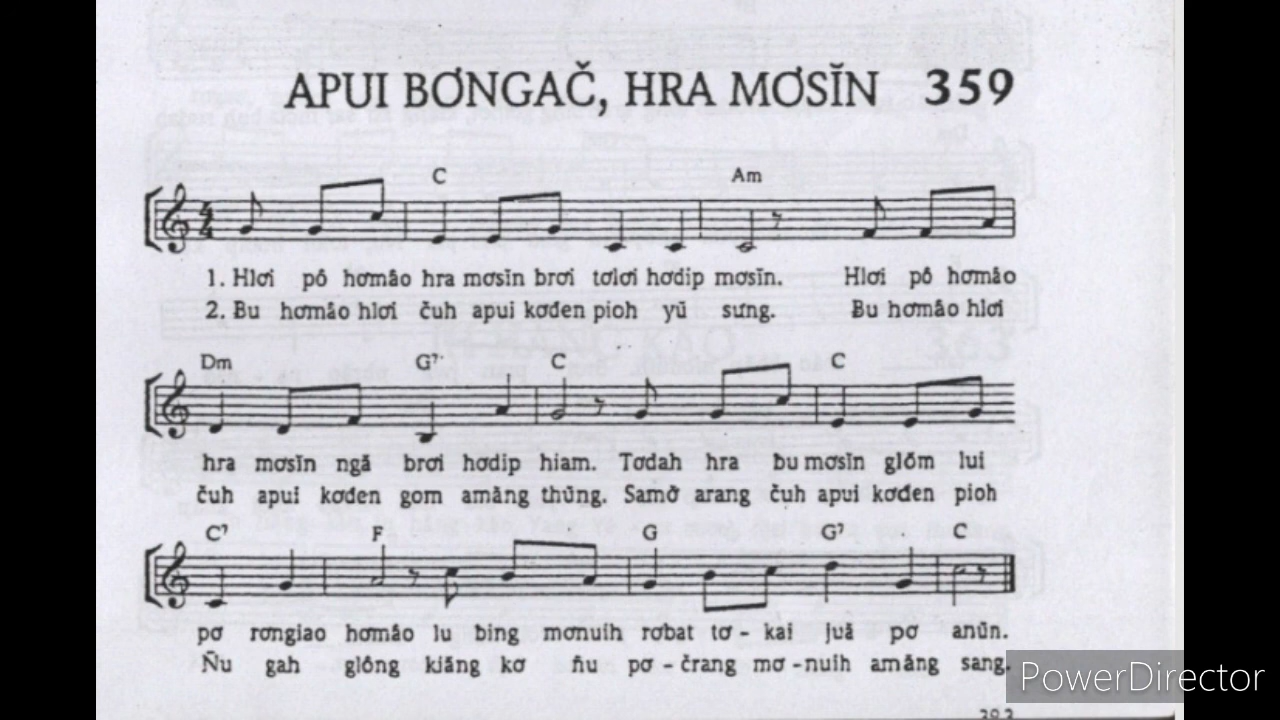 APUI BƠNGAČ, HRA MƠSĬN 359
C Am
1. Hlơi pô hơmâo hra mơsĭn brơi tơlơi hơdip mơsĭn. Hlơi pô hơmâo
2. Bu hơmâo hlơi čuh apui kơđen pioh yŭ sưng. Bu hơmâo hlơi
Dm G7 C C
hra mơsĭn ngă brơi hơdip hiam. Tơdah hra bu mơsĭn glŏm lui
čuh apui kơđen gom amăng thŭng. Samơ̆ arang čuh apui kơđen pioh
C7 F G G7 C
pơ rơngiao hơmâo lu bing mơnuih rơbat tơ - kai juă pơ anŭn.
Ñu gah glông kiăng kơ ñu pơ - črang mơ - nuih amăng sang.
PowerDirector